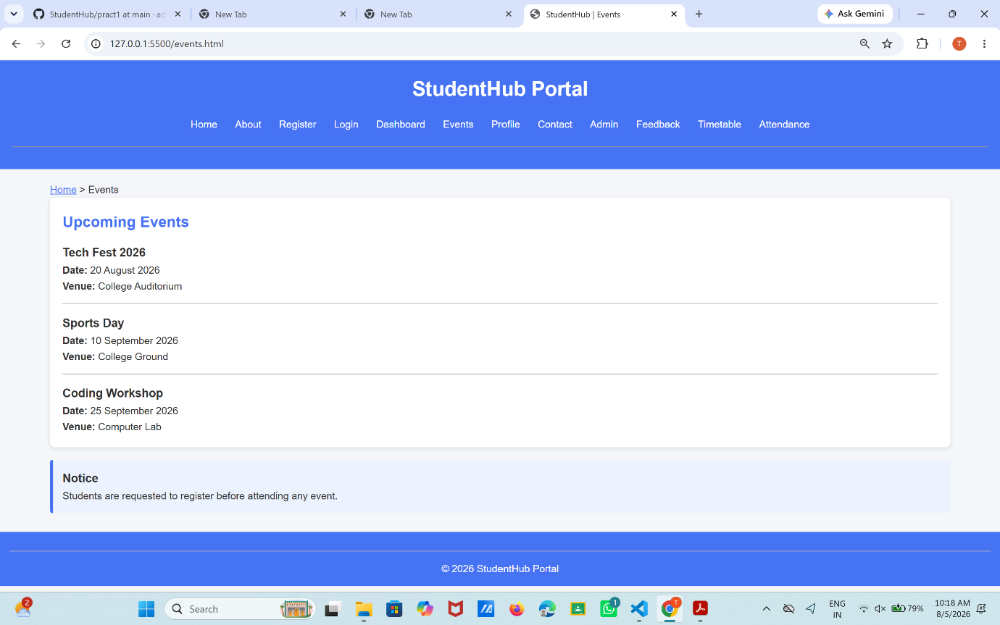 StudentHub/pract1 at main · ad
New Tab
New Tab
StudentHub | Events
Ask Gemini
127.0.0.1:5500/events.html
T
StudentHub Portal
Home About Register Login Dashboard Events Profile Contact Admin Feedback Timetable Attendance
Home > Events
Upcoming Events
Tech Fest 2026
Date: 20 August 2026
Venue: College Auditorium
Sports Day
Date: 10 September 2026
Venue: College Ground
Coding Workshop
Date: 25 September 2026
Venue: Computer Lab
Notice
Students are requested to register before attending any event.
© 2026 StudentHub Portal
2
Search
1
T
ENG
IN
79%
10:18 AM
8/5/2026